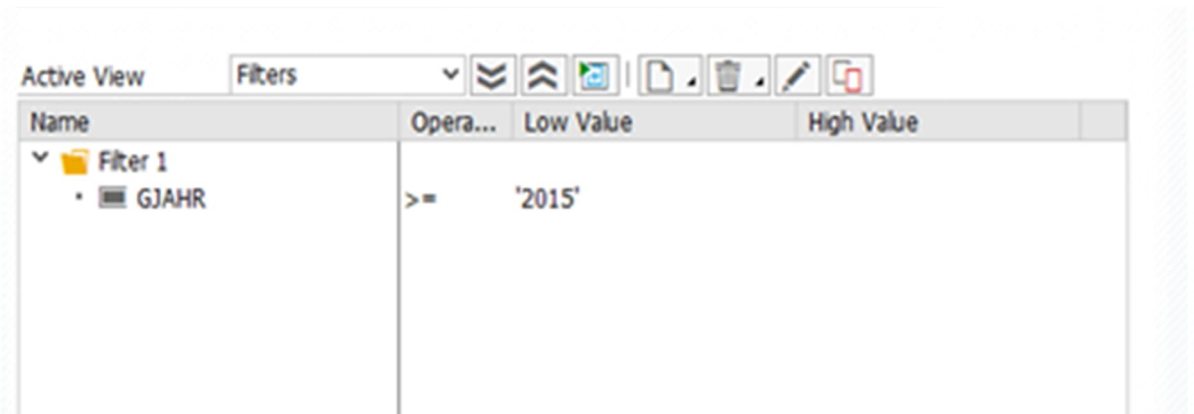 Active View Filters
Name Opera... Low Value High Value
Filter 1
GJAHR >= '2015'